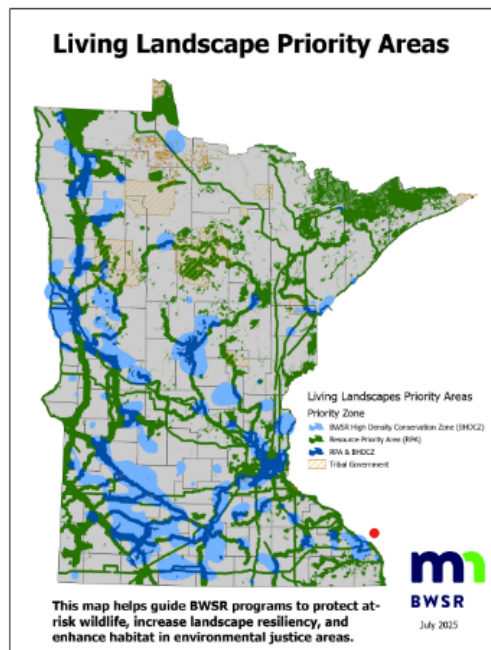 Living Landscape Priority Areas
Living Landscapes Priority Areas
Priority Zone
BWSR High Density Conservation Zone (BHDCZ)
Resource Priority Area (RPA)
RPA & BHDCZ
Tribal Government
This map helps guide BWSR programs to protect at-
risk wildlife, increase landscape resiliency, and
enhance habitat in environmental justice areas.
mn
BWSR
July 2025